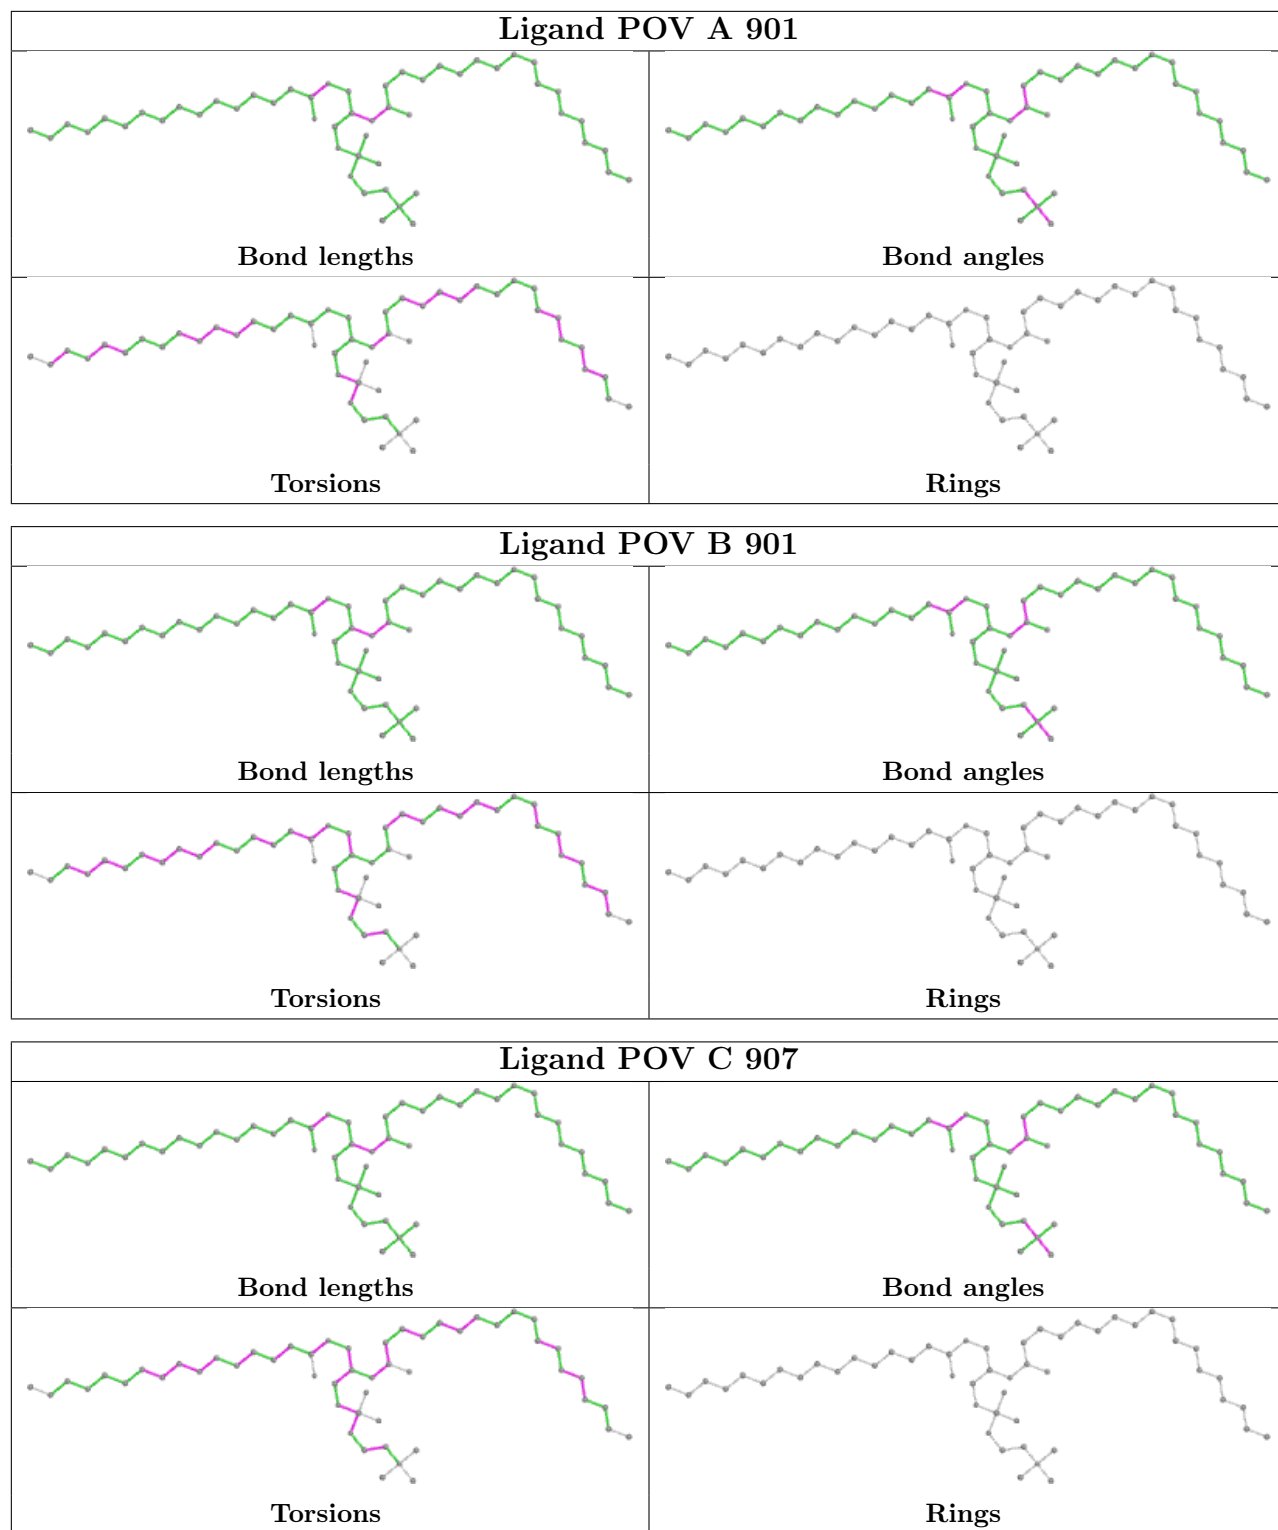 Ligand POV A 901
Bond lengths
Bond angles
Torsions
Rings
Ligand POV B 901
Bond lengths
Bond angles
Torsions
Rings
Ligand POV C 907
Bond lengths
Bond angles
Torsions
Rings